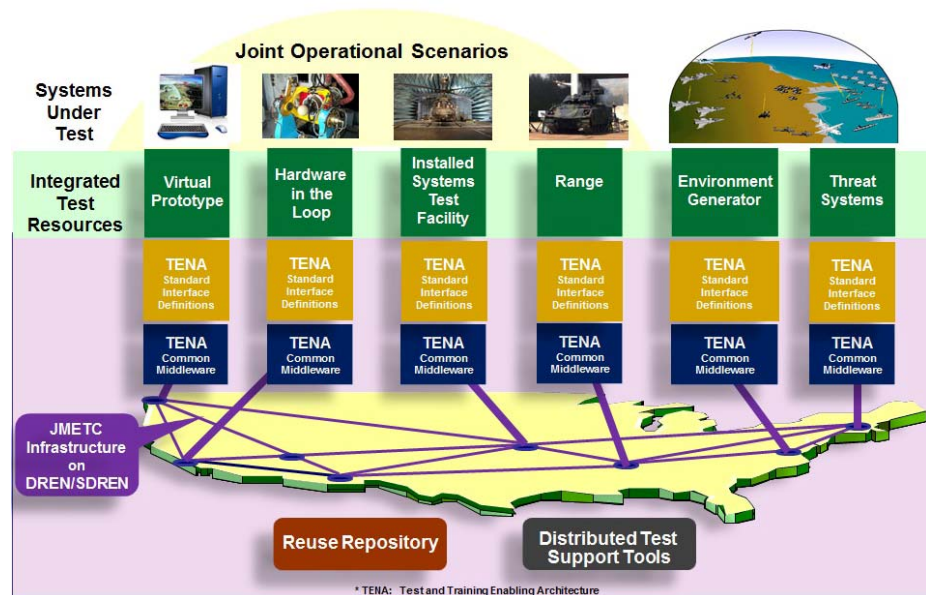 Joint Operational Scenarios
Systems
Under
Test
Integrated
Test
Resources
Virtual
Prototype
Hardware
in the
Loop
Installed
Systems
Test
Facility
Range
Environment
Generator
Threat
Systems
TENA
Standard
Interface
Definitions
TENA
Standard
Interface
Definitions
TENA
Standard
Interface
Definitions
TENA
Standard
Interface
Definitions
TENA
Standard
Interface
Definitions
TENA
Standard
Interface
Definitions
TENA
Common
Middleware
TENA
Common
Middleware
TENA
Common
Middleware
TENA
Common
Middleware
TENA
Common
Middleware
TENA
Common
Middleware
JMETC
Infrastructure
on
DREN/SDREN
Reuse Repository
Distributed Test
Support Tools
* TENA: Test and Training Enabling Architecture